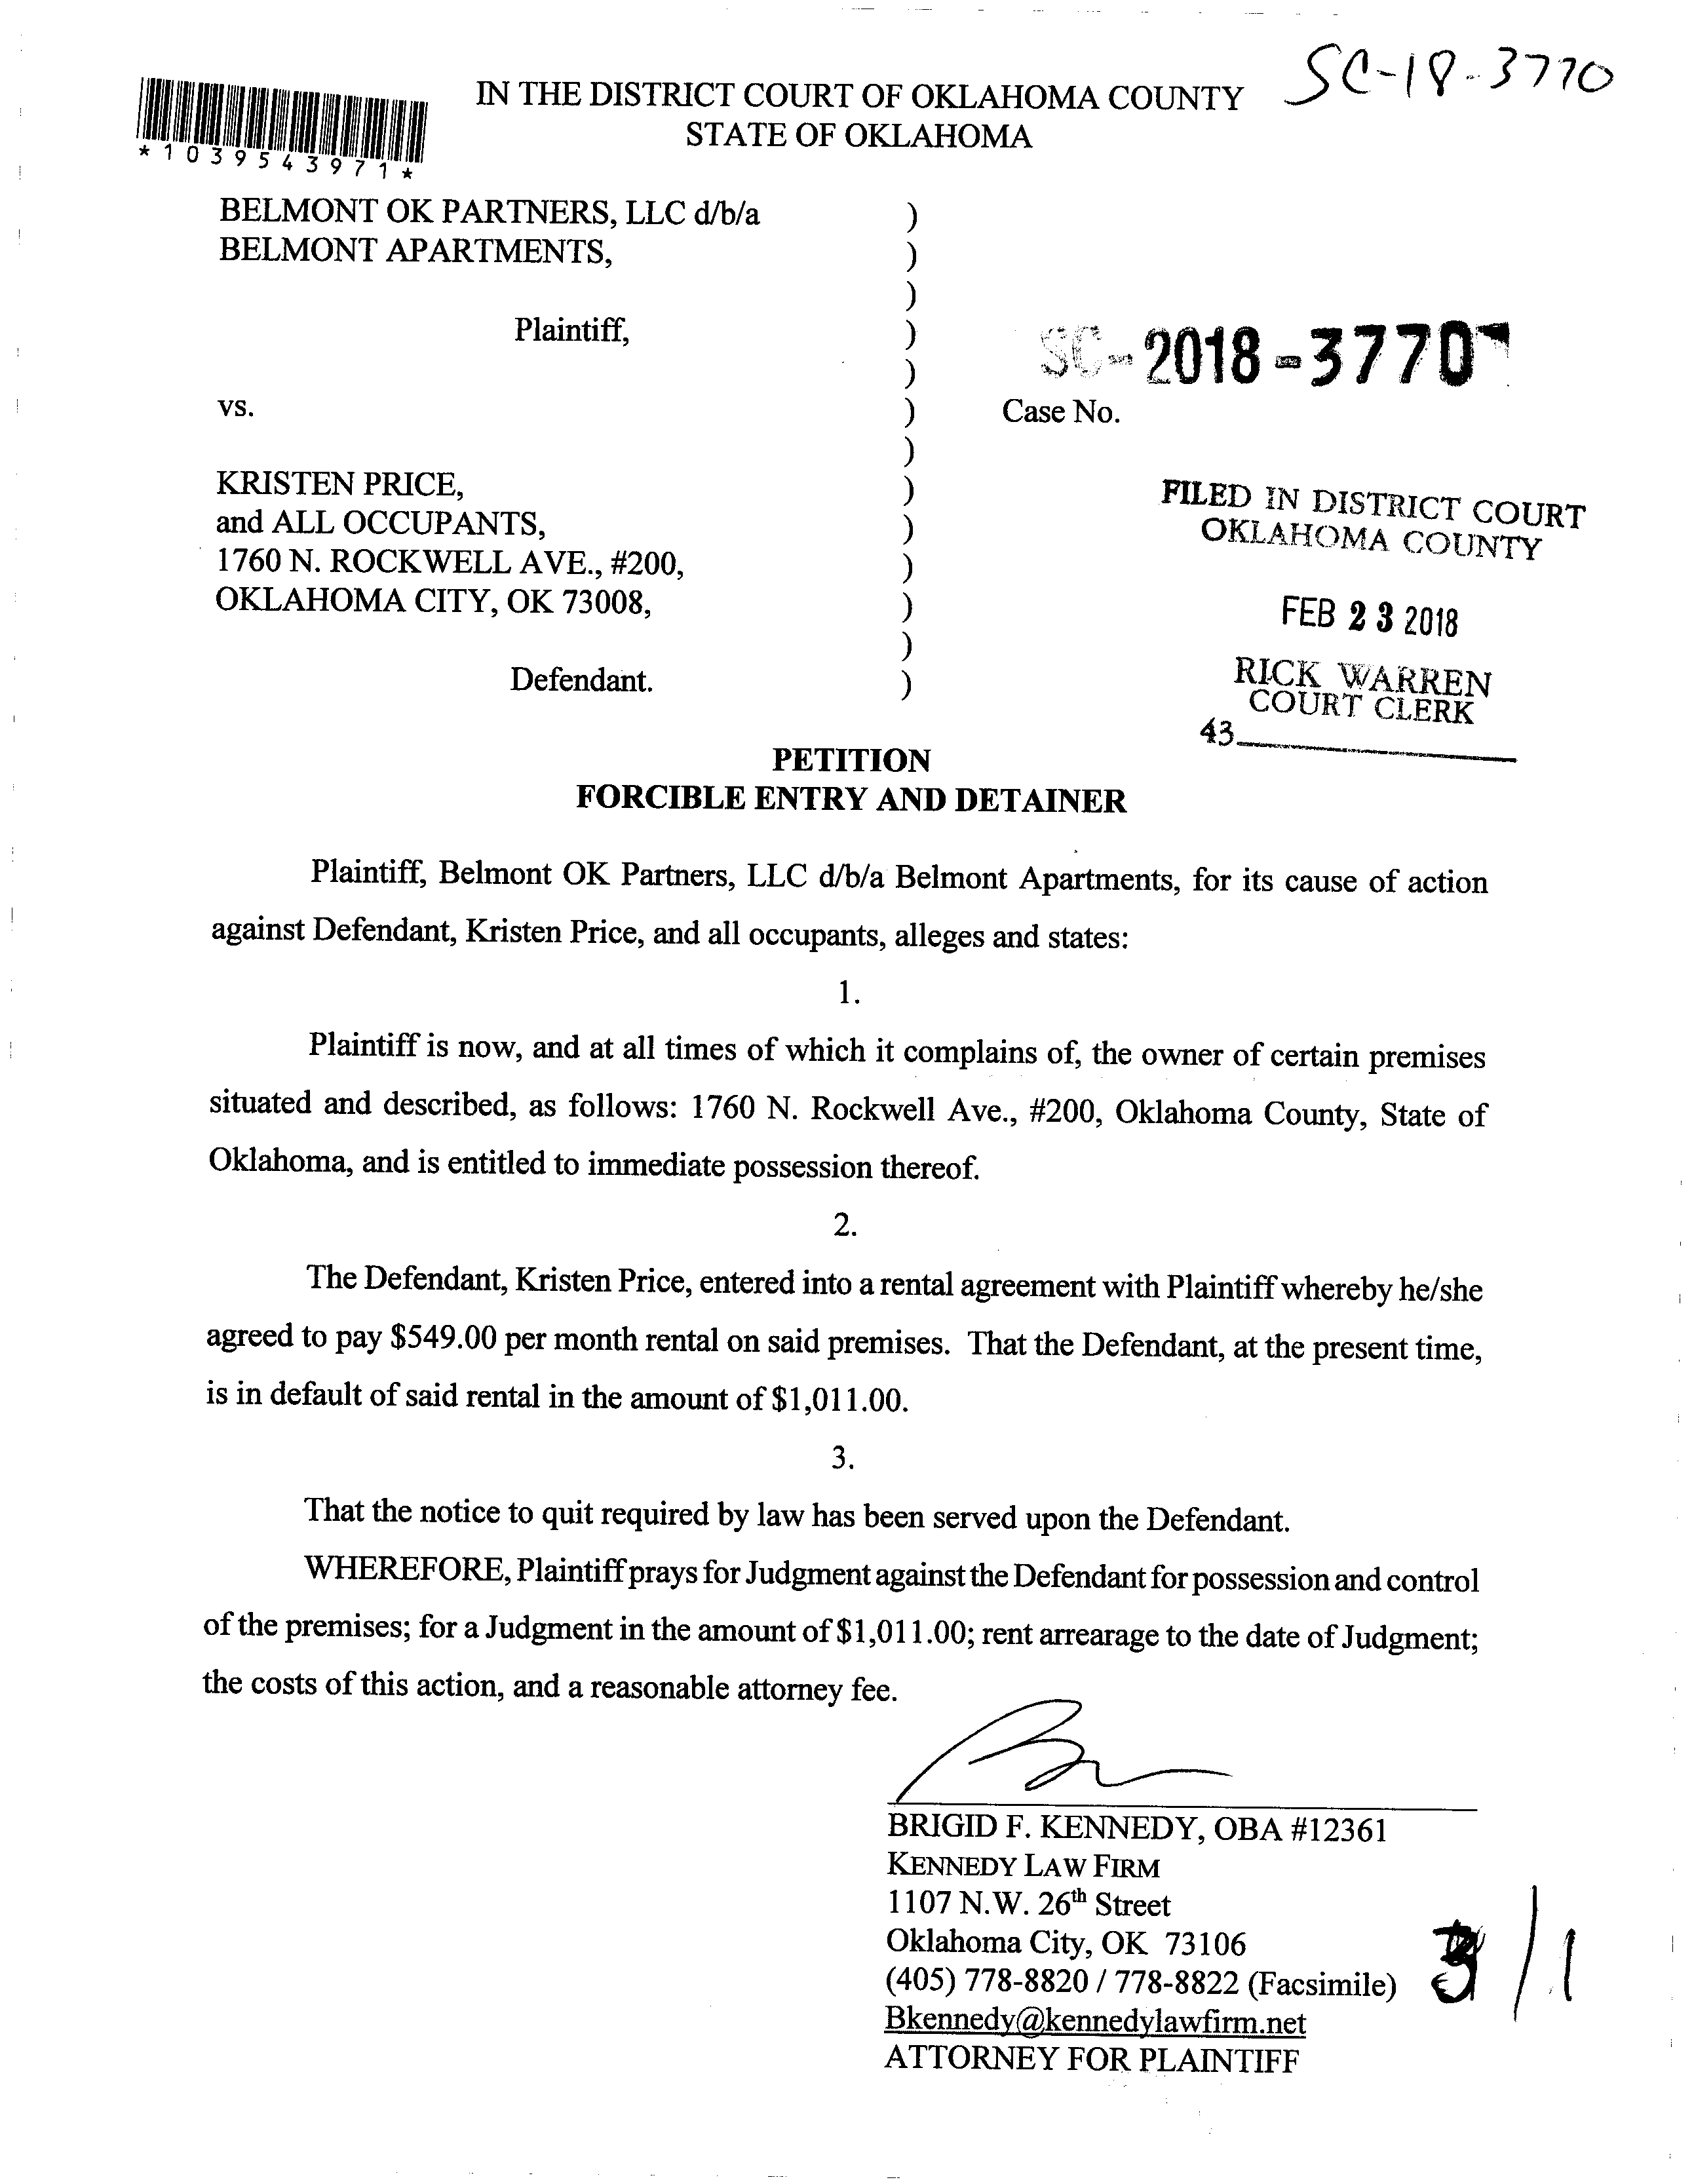 SC-18-3770
IN THE DISTRICT COURT OF OKLAHOMA COUNTY
STATE OF OKLAHOMA
*1039543971*
BELMONT OK PARTNERS, LLC d/b/a )
BELMONT APARTMENTS, )
)
Plaintiff, )
SC-2018-3770
)
vs. ) Case No.
)
KRISTEN PRICE, )
and ALL OCCUPANTS, )
1760 N. ROCKWELL AVE., #200, )
OKLAHOMA CITY, OK 73008, )
)
Defendant. )
FILED IN DISTRICT COURT
OKLAHOMA COUNTY
FEB 23 2018
RICK WARREN
COURT CLERK
43
PETITION
FORCIBLE ENTRY AND DETAINER
Plaintiff, Belmont OK Partners, LLC d/b/a Belmont Apartments, for its cause of action
against Defendant, Kristen Price, and all occupants, alleges and states:
1.
Plaintiff is now, and at all times of which it complains of, the owner of certain premises
situated and described, as follows: 1760 N. Rockwell Ave., #200, Oklahoma County, State of
Oklahoma, and is entitled to immediate possession thereof.
2.
The Defendant, Kristen Price, entered into a rental agreement with Plaintiff whereby he/she
agreed to pay $549.00 per month rental on said premises. That the Defendant, at the present time,
is in default of said rental in the amount of $1,011.00.
3.
That the notice to quit required by law has been served upon the Defendant.
WHEREFORE, Plaintiff prays for Judgment against the Defendant for possession and control
of the premises; for a Judgment in the amount of $1,011.00; rent arrearage to the date of Judgment;
the costs of this action, and a reasonable attorney fee.
BRIGID F. KENNEDY, OBA #12361
KENNEDY LAW FIRM
1107 N.W. 26th Street
Oklahoma City, OK 73106
(405) 778-8820 / 778-8822 (Facsimile)
Bkennedy@kennedylawfirm.net
ATTORNEY FOR PLAINTIFF
3/1